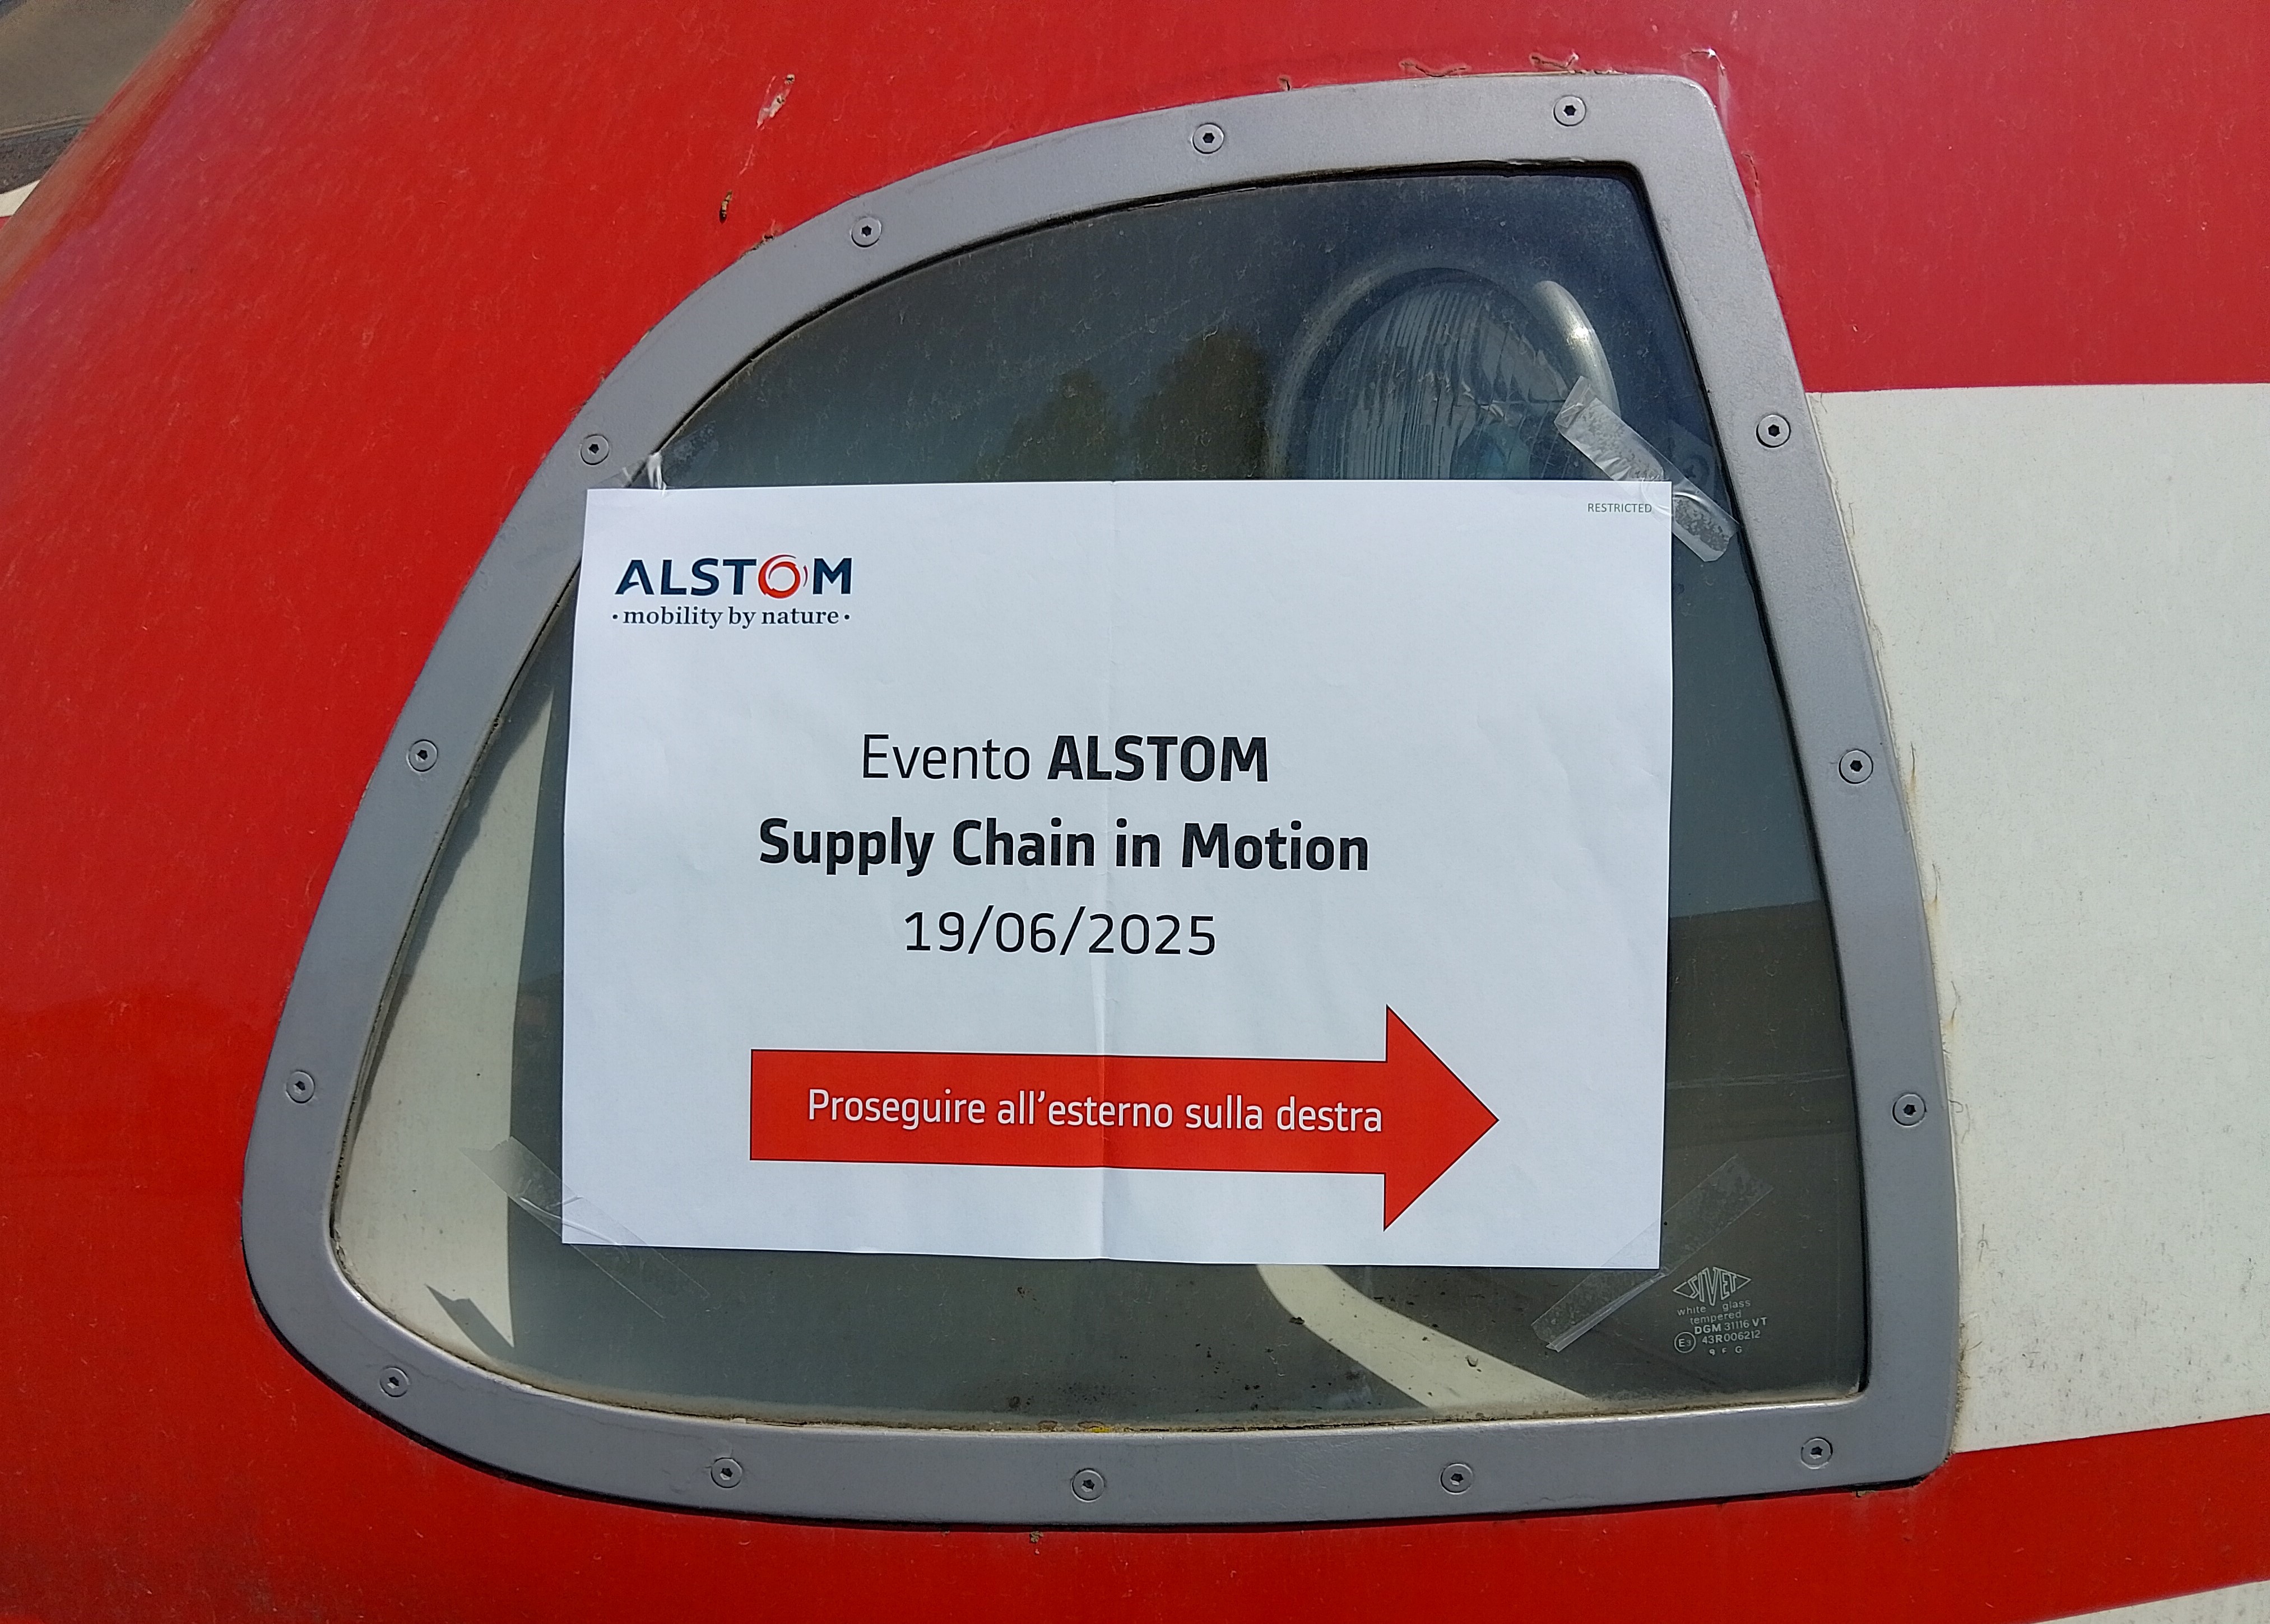 RESTRICTED
ALSTOM
• mobility by nature •
Evento ALSTOM
Supply Chain in Motion
19/06/2025
Proseguire all’esterno sulla destra
SIVET
white glass
tempered
DGM 31116 VT
E3 43R006212